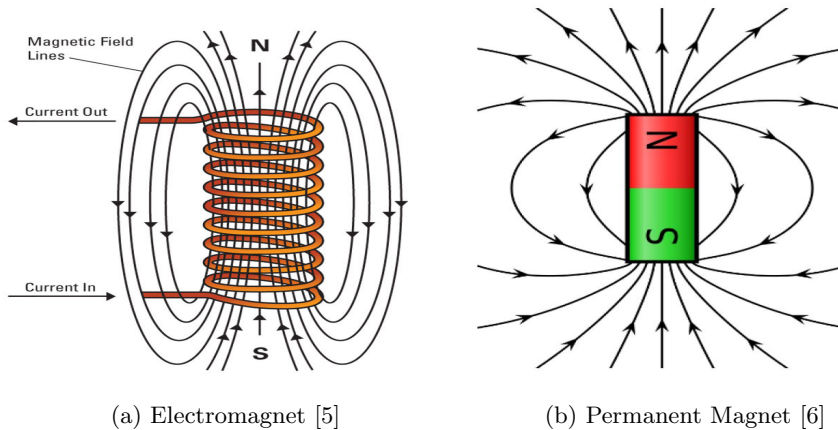 Magnetic Field
Lines
N
Current Out
Current In
S
N
S
(a) Electromagnet [5]
(b) Permanent Magnet [6]